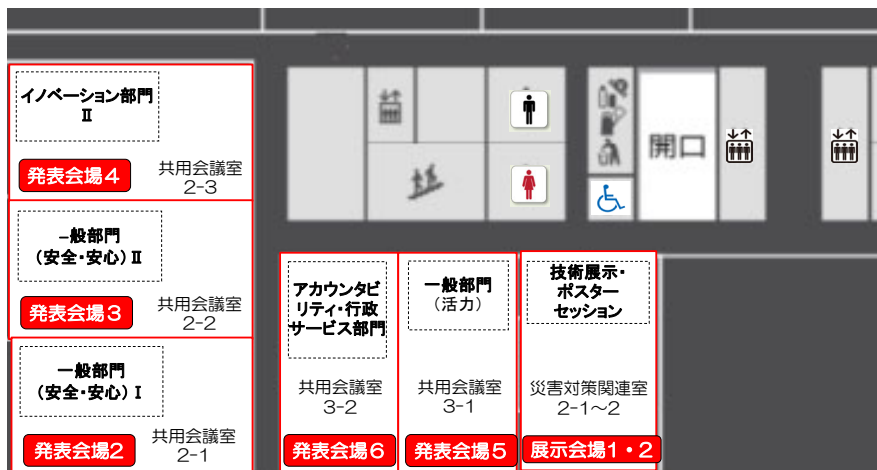 イノベーション部門
Ⅱ
発表会場4
共用会議室
2-3
一般部門
(安全・安心)Ⅱ
発表会場3
共用会議室
2-2
一般部門
(安全・安心)Ⅰ
発表会場2
共用会議室
2-1
開口
アカウンタビ
リティ・行政
サービス部門
共用会議室
3-2
発表会場6
一般部門
(活力)
共用会議室
3-1
発表会場5
技術展示・
ポスター
セッション
災害対策関連室
2-1~2
展示会場1・2